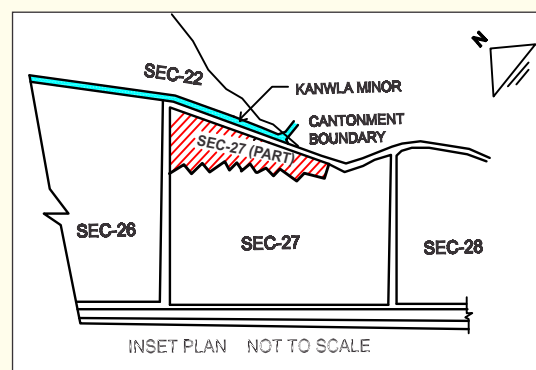 N
SEC-22
KANWLA MINOR
CANTONMENT
BOUNDARY
SEC-27 (PART)
SEC-26
SEC-27
SEC-28
INSET PLAN NOT TO SCALE